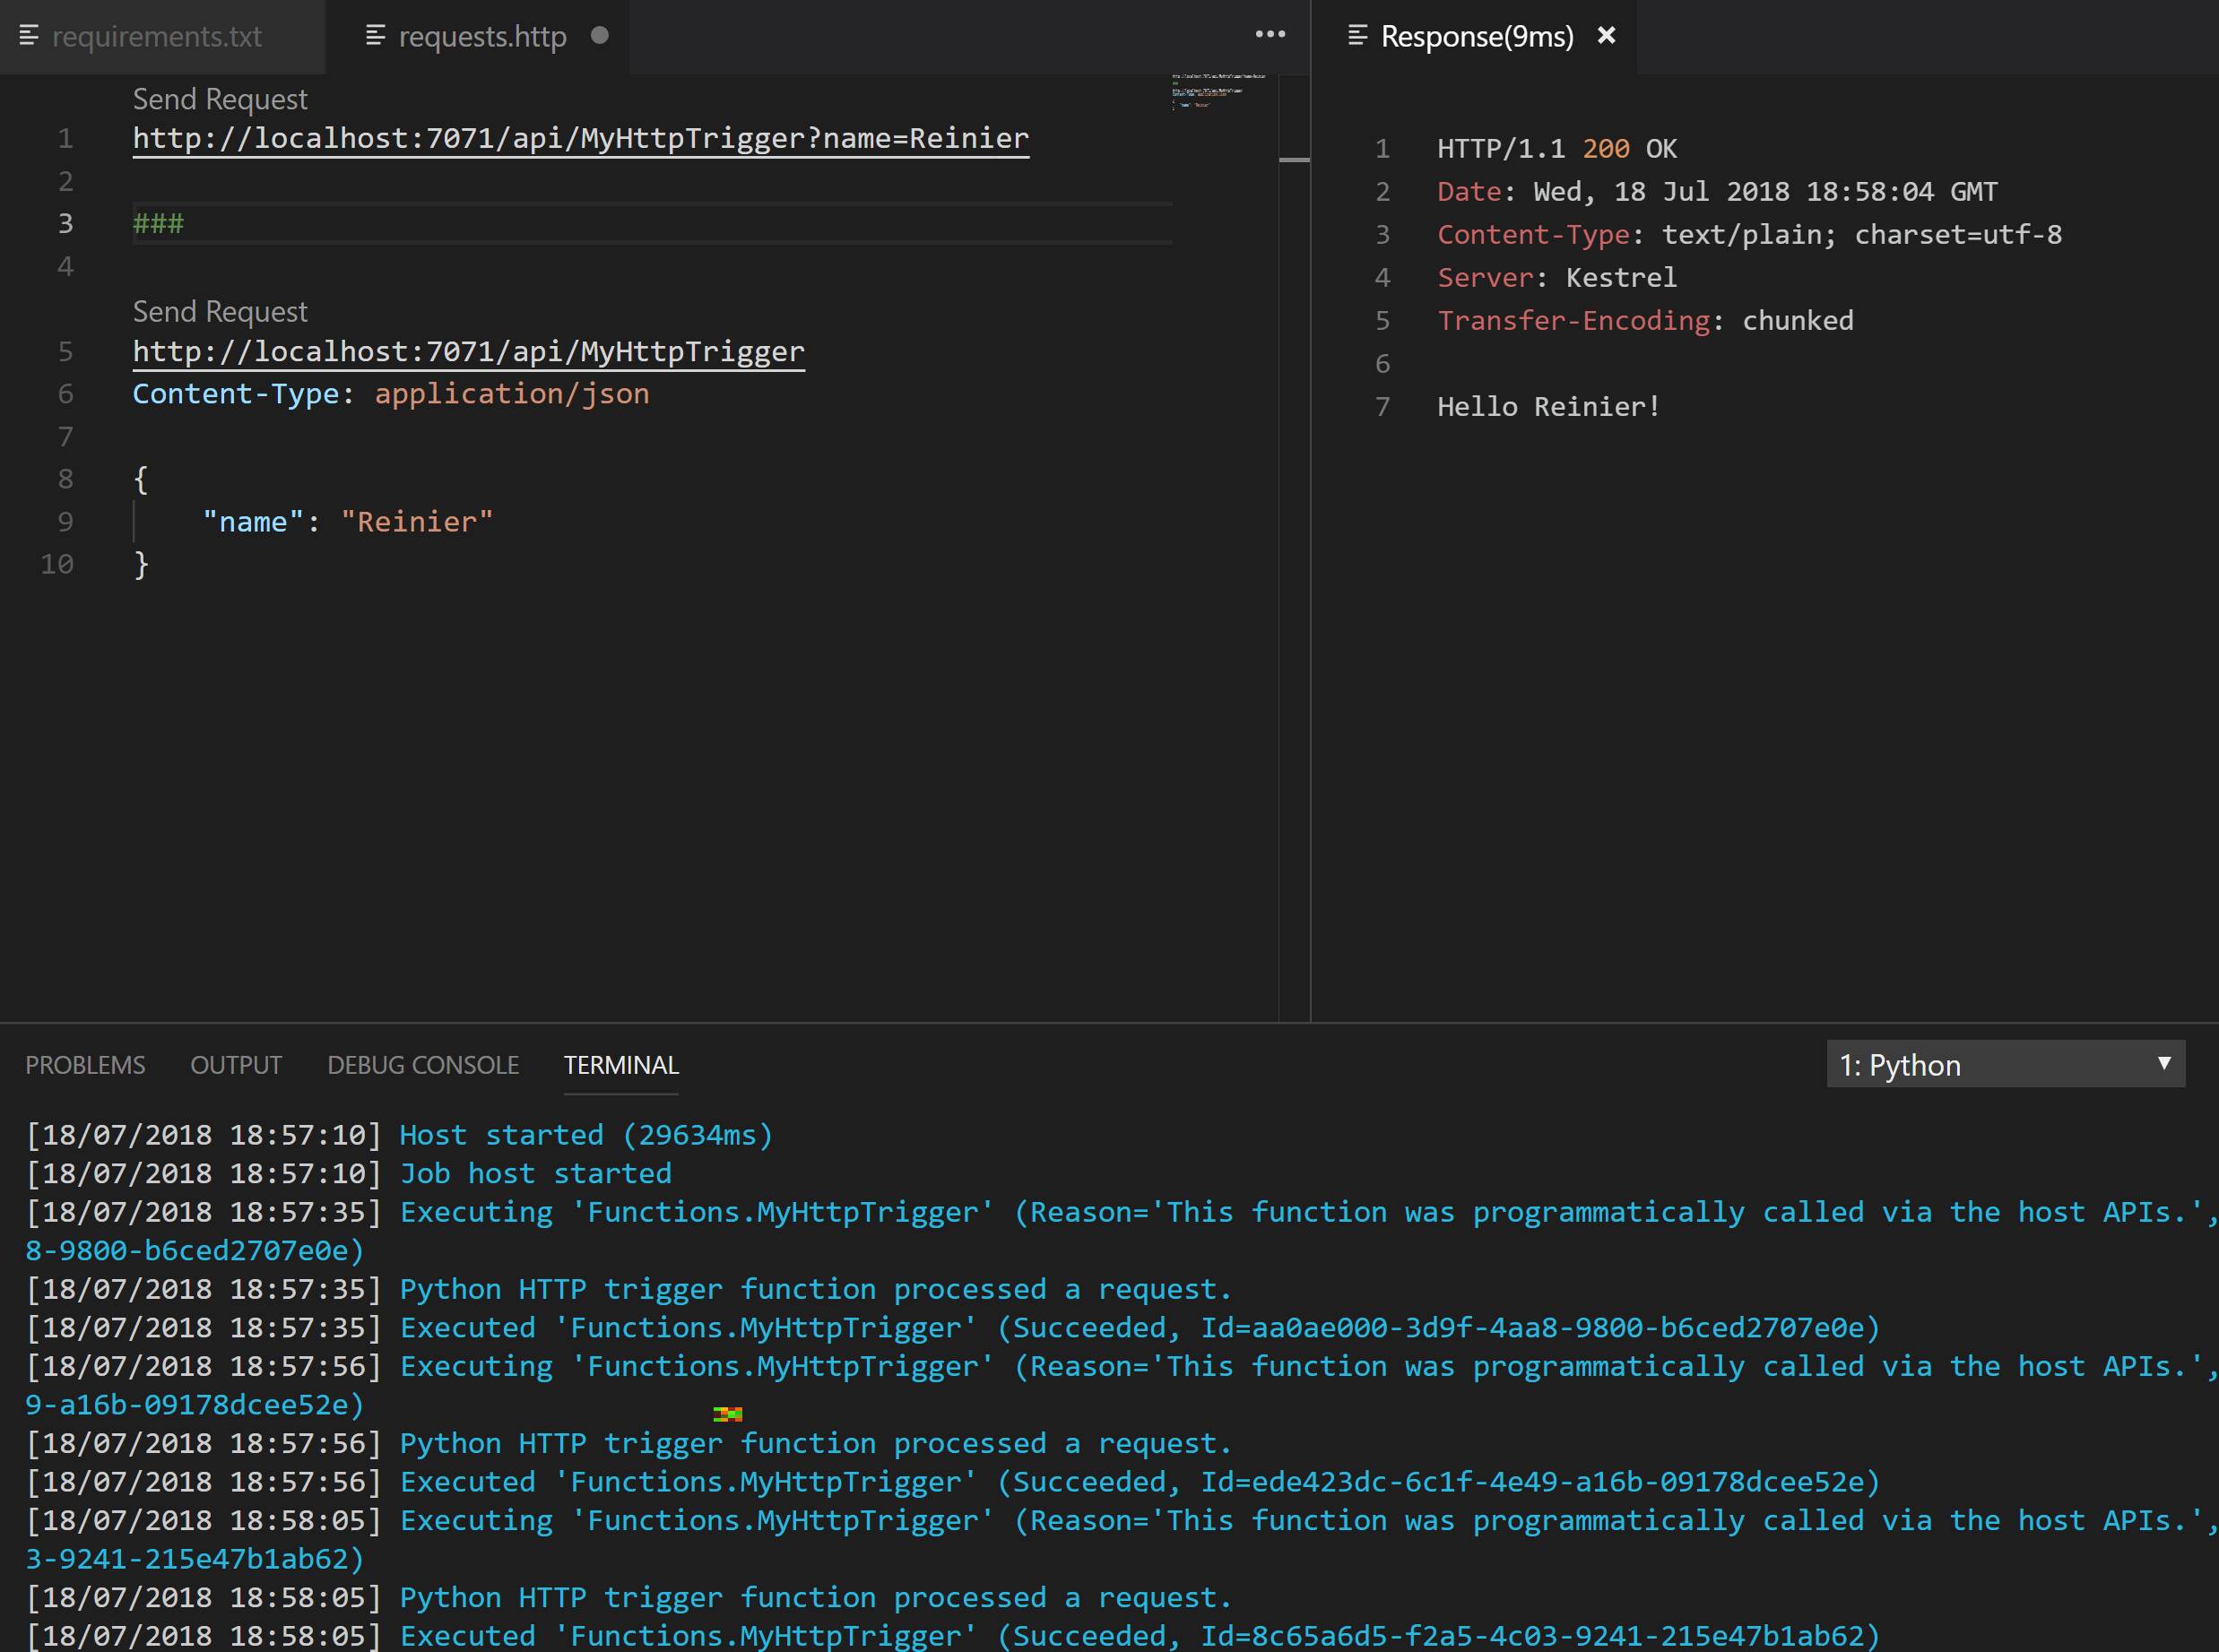 requirements.txt
requests.http
Response(9ms)
Send Request
1 http://localhost:7071/api/MyHttpTrigger?name=Reinier
2
3 ###
4
Send Request
5 http://localhost:7071/api/MyHttpTrigger
6 Content-Type: application/json
7
8 {
9 "name": "Reinier"
10 }
1 HTTP/1.1 200 OK
2 Date: Wed, 18 Jul 2018 18:58:04 GMT
3 Content-Type: text/plain; charset=utf-8
4 Server: Kestrel
5 Transfer-Encoding: chunked
6
7 Hello Reinier!
PROBLEMS OUTPUT DEBUG CONSOLE TERMINAL
1: Python
[18/07/2018 18:57:10] Host started (29634ms)
[18/07/2018 18:57:10] Job host started
[18/07/2018 18:57:35] Executing 'Functions.MyHttpTrigger' (Reason='This function was programmatically called via the host APIs.',
8-9800-b6ced2707e0e)
[18/07/2018 18:57:35] Python HTTP trigger function processed a request.
[18/07/2018 18:57:35] Executed 'Functions.MyHttpTrigger' (Succeeded, Id=aa0ae000-3d9f-4aa8-9800-b6ced2707e0e)
[18/07/2018 18:57:56] Executing 'Functions.MyHttpTrigger' (Reason='This function was programmatically called via the host APIs.',
9-a16b-09178dcee52e)
[18/07/2018 18:57:56] Python HTTP trigger function processed a request.
[18/07/2018 18:57:56] Executed 'Functions.MyHttpTrigger' (Succeeded, Id=ede423dc-6c1f-4e49-a16b-09178dcee52e)
[18/07/2018 18:58:05] Executing 'Functions.MyHttpTrigger' (Reason='This function was programmatically called via the host APIs.',
3-9241-215e47b1ab62)
[18/07/2018 18:58:05] Python HTTP trigger function processed a request.
[18/07/2018 18:58:05] Executed 'Functions.MyHttpTrigger' (Succeeded, Id=8c65a6d5-f2a5-4c03-9241-215e47b1ab62)